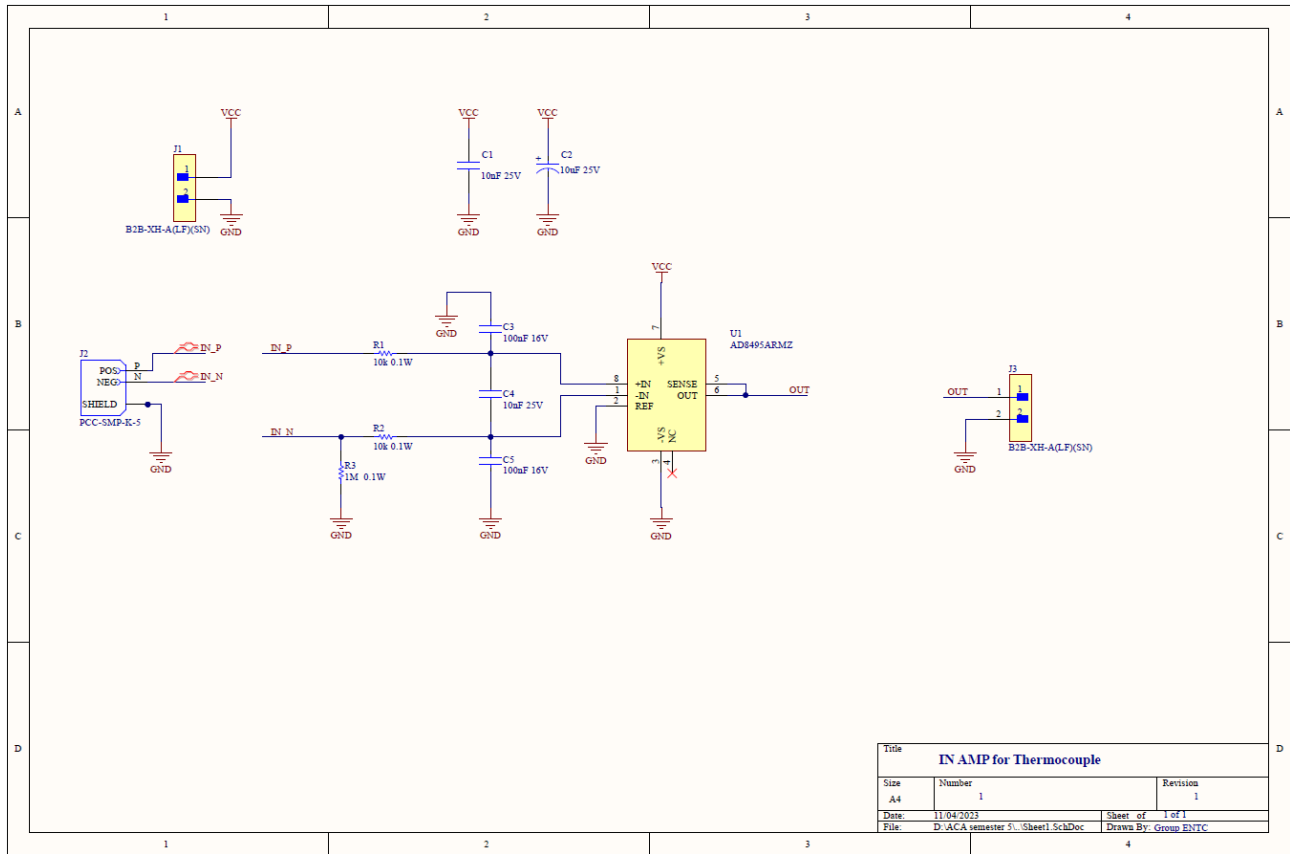 1 2 3 4
A A
VCC VCC VCC
J1
1
2
C1
10nF 25V
C2
+
10uF 25V
B2B-XH-A(LF)(SN)
GND GND GND
VCC
B B
GND
C3
100nF 16V
7
U1
AD8495ARMZ
J2
IN_P
IN_P
R1
10k 0.1W
POS P
NEG N
IN_N
SHIELD
PCC-SMP-K-5
C4
10nF 25V
8 +IN
1 -IN
2 REF
+VS
SENSE 5
OUT 6
OUT
-VS
NC
3
4
J3
OUT 1 1
2 2
B2B-XH-A(LF)(SN)
IN_N
R2
10k 0.1W
R3
1M 0.1W
C5
100nF 16V
GND
GND
GND
GND GND GND
C C
D D
Title
IN AMP for Thermocouple
Size Number Revision
A4 1 1
Date: 11/04/2023 Sheet of 1 of 1
File: D:\ACA semester 5\..\Sheet1.SchDoc Drawn By: Group ENTC
1 2 3 4